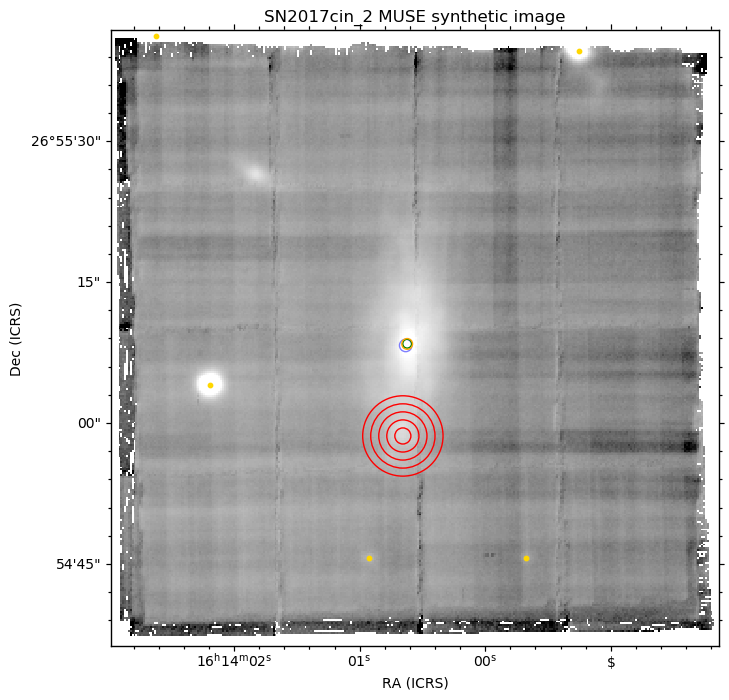 SN2017cin_2 MUSE synthetic image
26°55'30"
15"
00"
54'45"
Dec (ICRS)
16h14m02s
01s
00s
$
RA (ICRS)